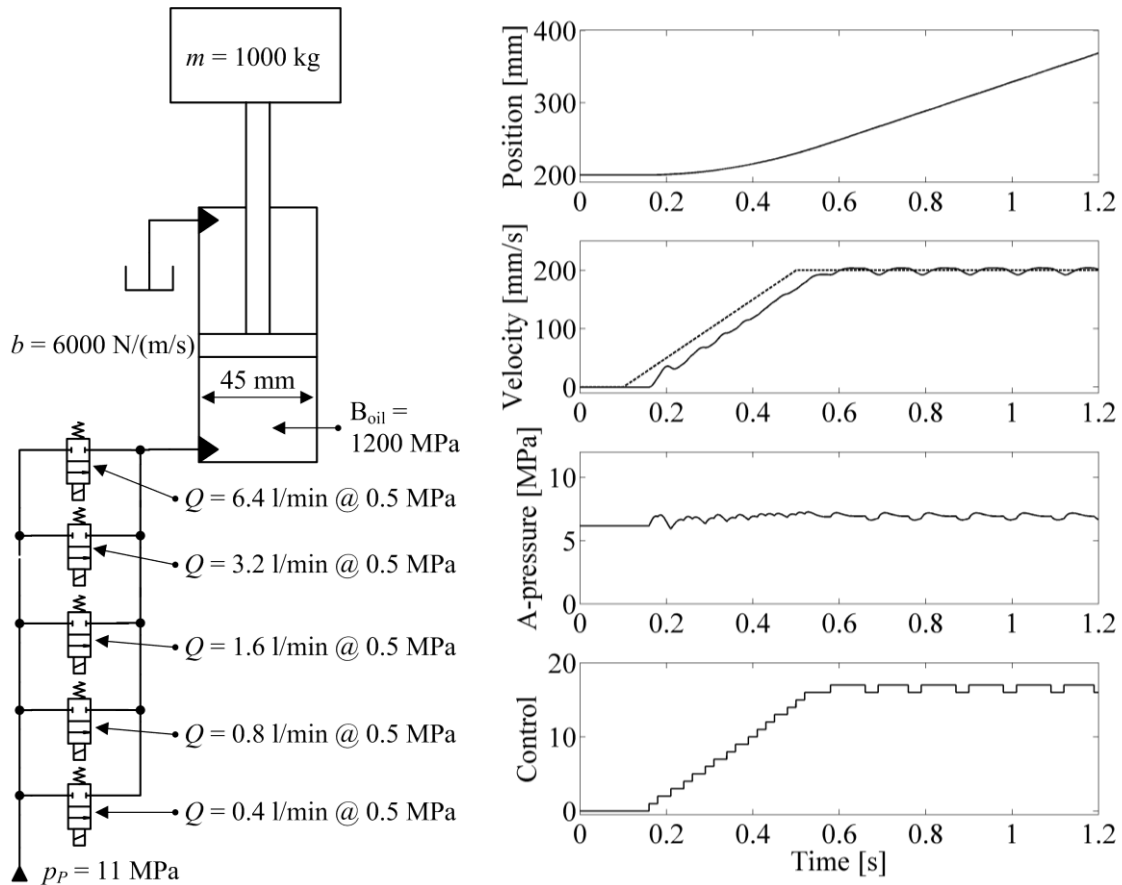 m = 1000 kg
b = 6000 N/(m/s)
45 mm
B_oil =
1200 MPa
Q = 6.4 l/min @ 0.5 MPa
Q = 3.2 l/min @ 0.5 MPa
Q = 1.6 l/min @ 0.5 MPa
Q = 0.8 l/min @ 0.5 MPa
Q = 0.4 l/min @ 0.5 MPa
p_P = 11 MPa
Position [mm]
400
300
200
0 0.2 0.4 0.6 0.8 1 1.2
Velocity [mm/s]
200
100
0
0 0.2 0.4 0.6 0.8 1 1.2
A-pressure [MPa]
10
5
0
0 0.2 0.4 0.6 0.8 1 1.2
Control
20
10
0
0 0.2 0.4 0.6 0.8 1 1.2
Time [s]